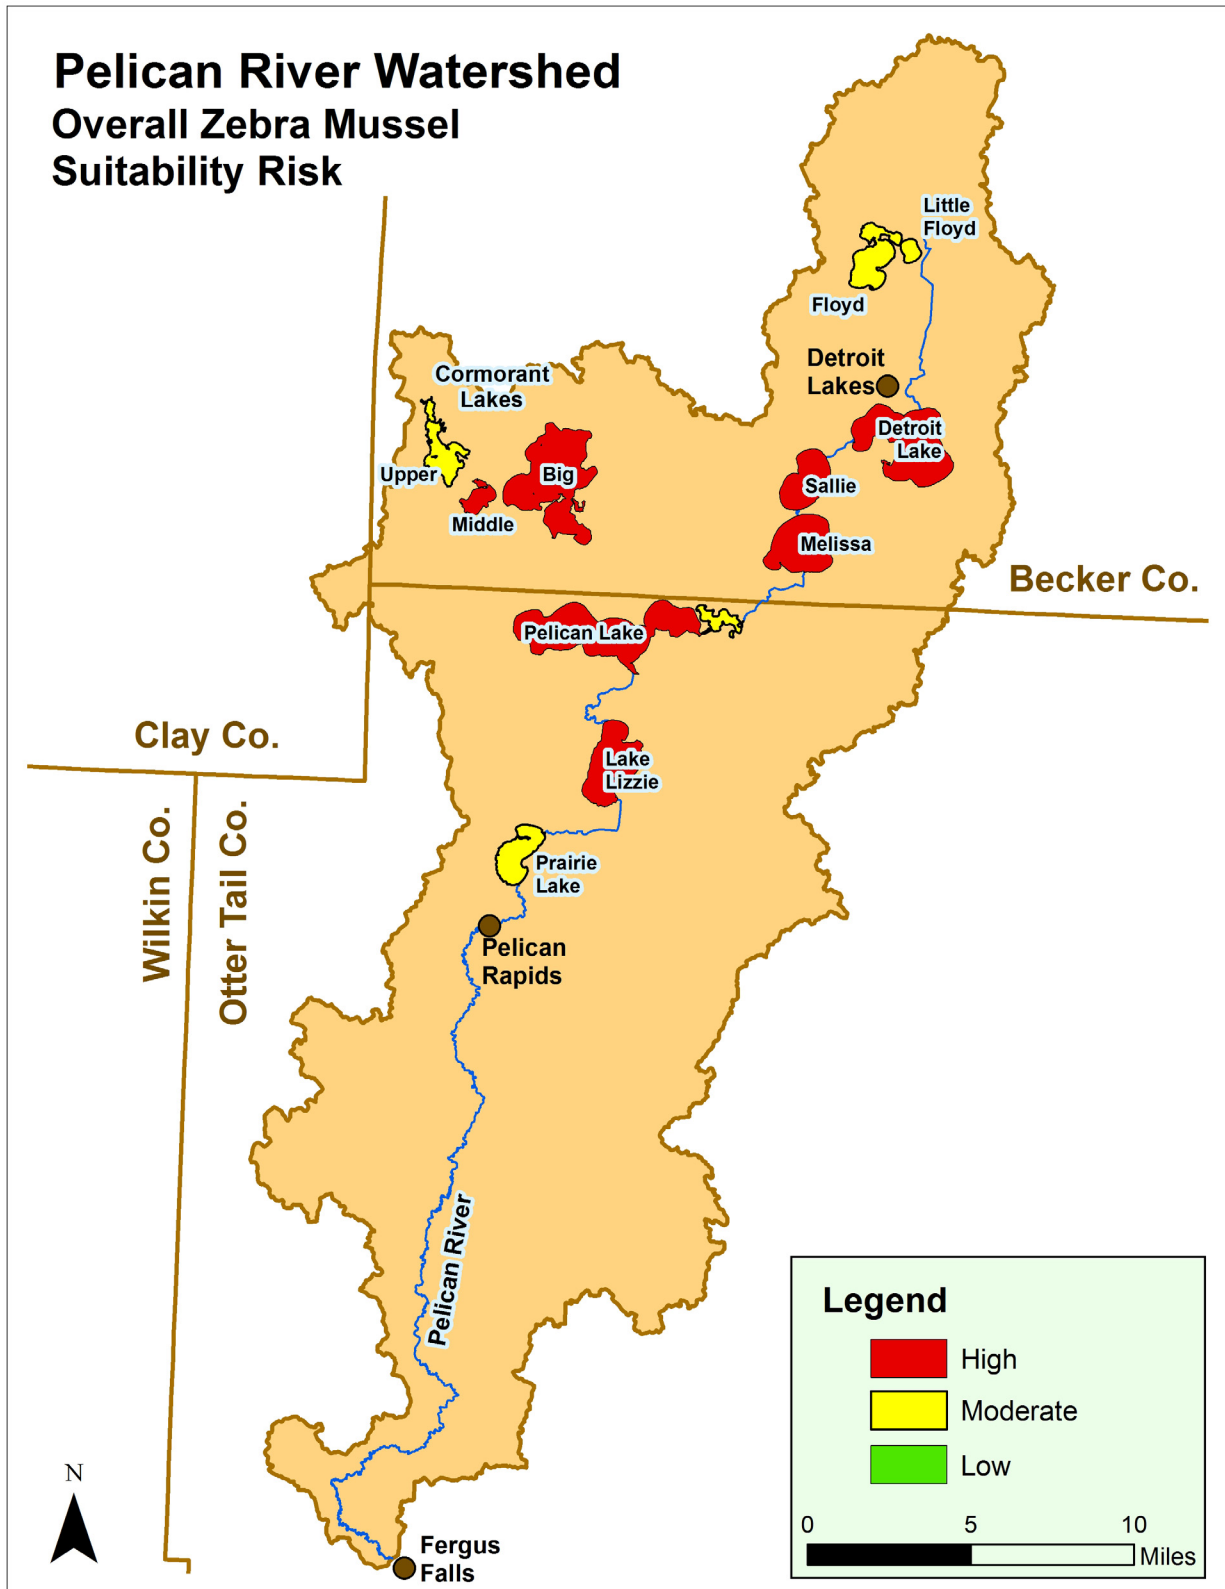 Pelican River Watershed
Overall Zebra Mussel
Suitability Risk
Little
Floyd
Floyd
Detroit
Lakes
Cormorant
Lakes
Detroit
Lake
Upper
Big
Sallie
Middle
Melissa
Becker Co.
Pelican Lake
Clay Co.
Lake
Lizzie
Wilkin Co.
Otter Tail Co.
Prairie
Lake
Pelican
Rapids
Pelican River
Legend
High
Moderate
Low
0 5 10
Miles
N
Fergus
Falls